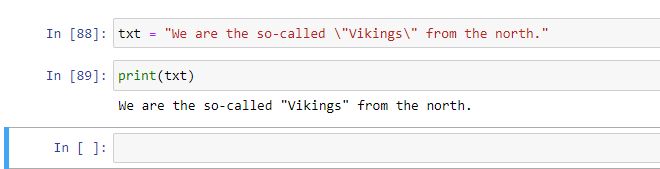 In [88]: txt = "We are the so-called \"Vikings\" from the north."
In [89]: print(txt)
We are the so-called "Vikings" from the north.
In [ ]: